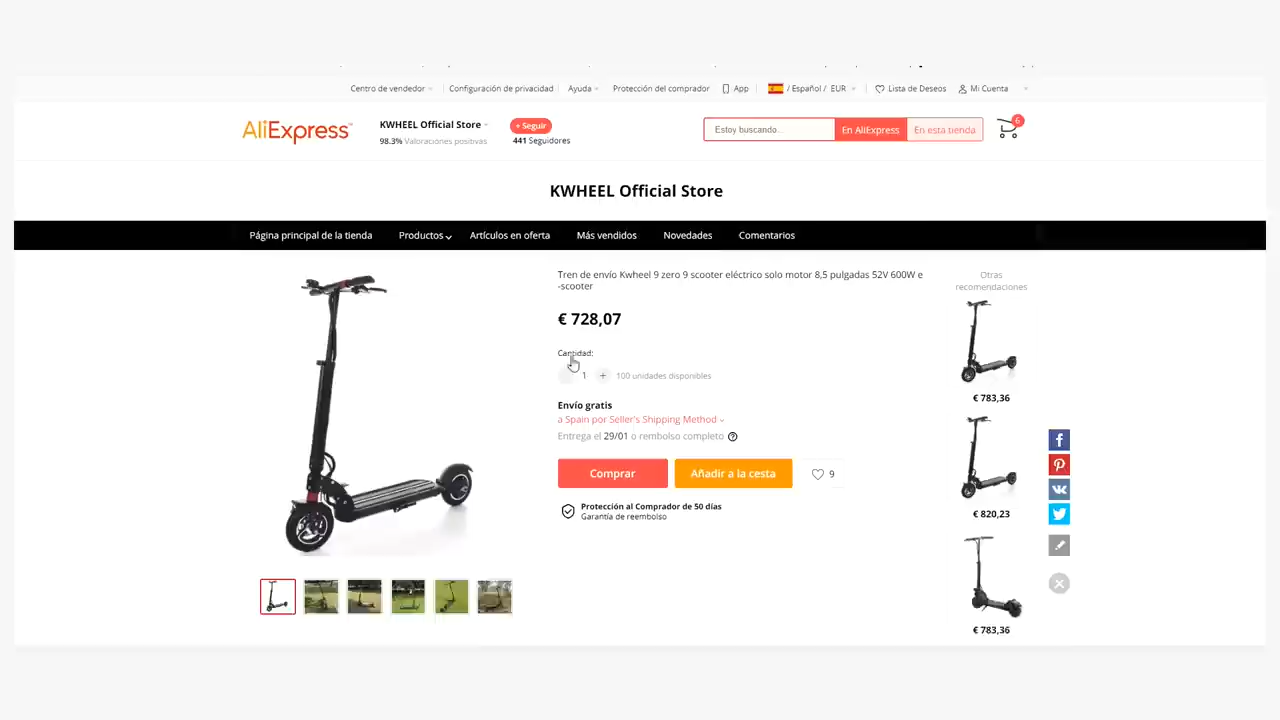 Centro de vendedor
Configuración de privacidad
Ayuda
Protección del comprador
App
/ Español / EUR
Lista de Deseos
Mi Cuenta
AliExpress
KWHEEL Official Store
98.3% Valoraciones positivas
+ Seguir
441 Seguidores
Estoy buscando...
En AliExpress
En esta tienda
6
KWHEEL Official Store
Página principal de la tienda
Productos
Artículos en oferta
Más vendidos
Novedades
Comentarios
Tren de envío Kwheel 9 zero 9 scooter eléctrico solo motor 8,5 pulgadas 52V 600W e
-scooter
€ 728,07
Cantidad:
1 + 100 unidades disponibles
Envío gratis
a Spain por Seller's Shipping Method
Entrega el 29/01 o rembolso completo ?
Comprar
Añadir a la cesta
9
Protección al Comprador de 50 días
Garantía de reembolso
Otras
recomendaciones
€ 783,36
€ 820,23
€ 783,36